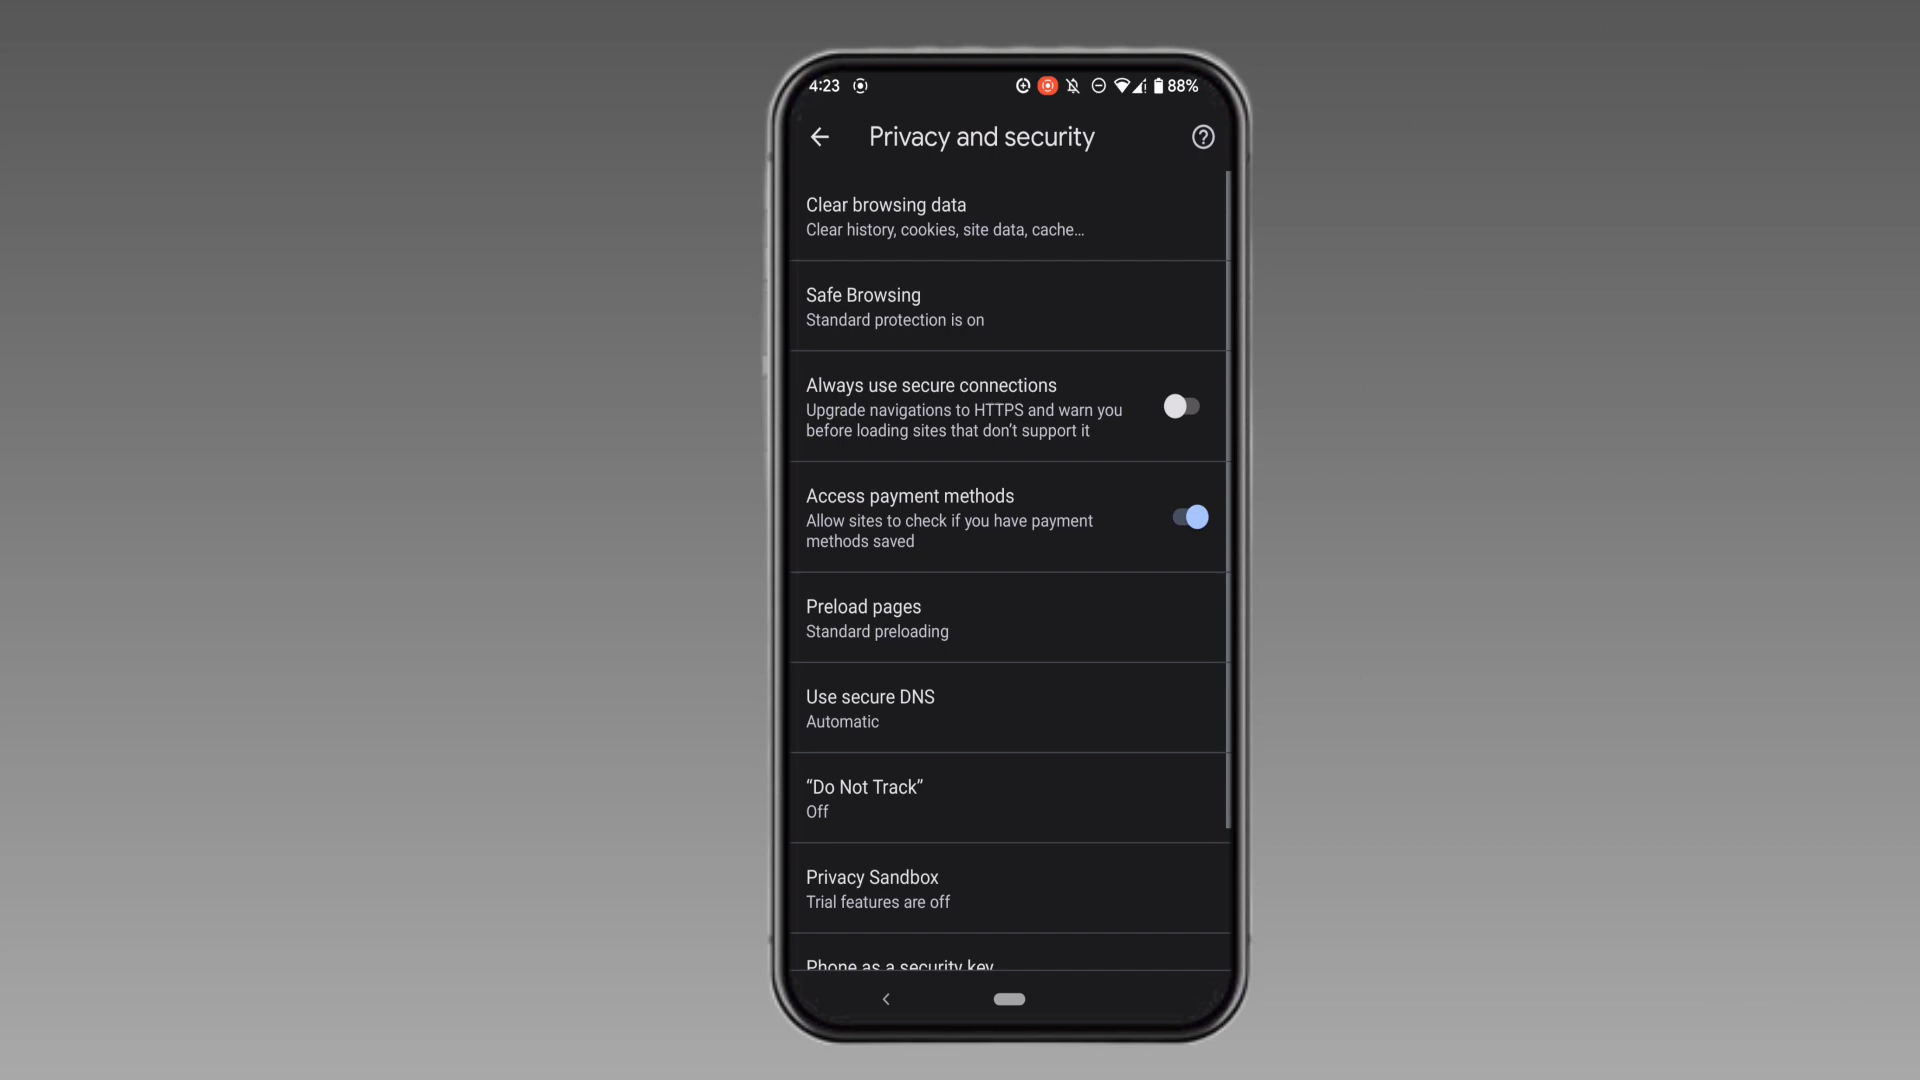 4:23
88%
Privacy and security
Clear browsing data
Clear history, cookies, site data, cache...
Safe Browsing
Standard protection is on
Always use secure connections
Upgrade navigations to HTTPS and warn you
before loading sites that don't support it
Access payment methods
Allow sites to check if you have payment
methods saved
Preload pages
Standard preloading
Use secure DNS
Automatic
“Do Not Track”
Off
Privacy Sandbox
Trial features are off
Phone as a security key